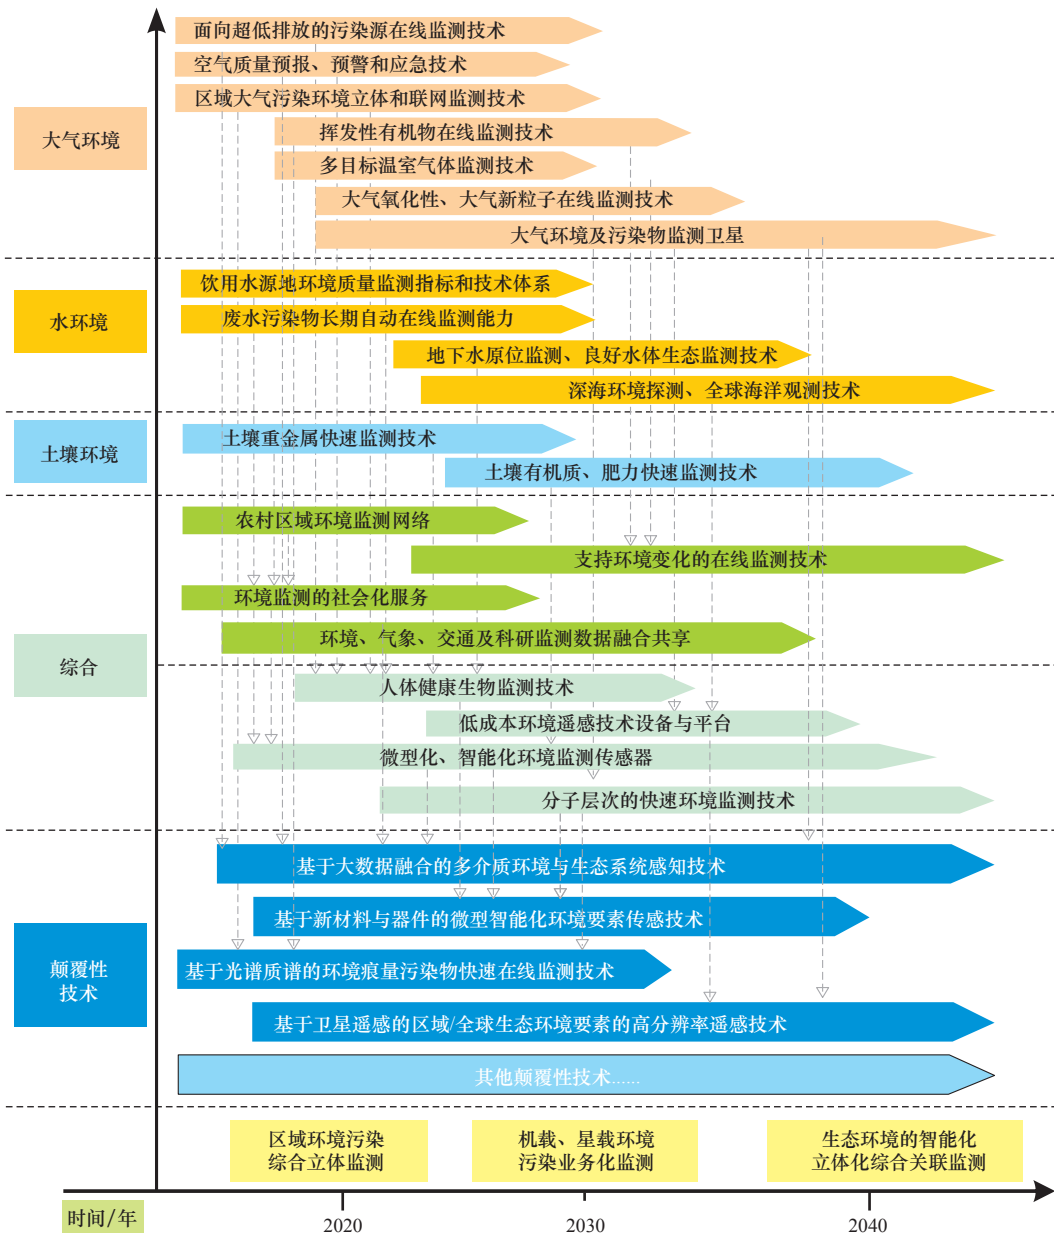 面向超低排放的污染源在线监测技术
空气质量预报、预警和应急技术
区域大气污染环境立体和联网监测技术
大气环境
挥发性有机物在线监测技术
多目标温室气体监测技术
大气氧化性、大气新粒子在线监测技术
大气环境及污染物监测卫星
饮用水源地环境质量监测指标和技术体系
水环境
废水污染物长期自动在线监测能力
地下水原位监测、良好水体生态监测技术
深海环境探测、全球海洋观测技术
土壤环境
土壤重金属快速监测技术
土壤有机质、肥力快速监测技术
农村区域环境监测网络
支持环境变化的在线监测技术
环境监测的社会化服务
环境、气象、交通及科研监测数据融合共享
综合
人体健康生物监测技术
低成本环境遥感技术设备与平台
微型化、智能化环境监测传感器
分子层次的快速环境监测技术
基于大数据融合的多介质环境与生态系统感知技术
基于新材料与器件的微型智能化环境要素传感技术
颠覆性
技术
基于光谱质谱的环境痕量污染物快速在线监测技术
基于卫星遥感的区域/全球生态环境要素的高分辨率遥感技术
其他颠覆性技术......
区域环境污染
综合立体监测
机载、星载环境
污染业务化监测
生态环境的智能化
立体化综合关联监测
时间/年
2020
2030
2040